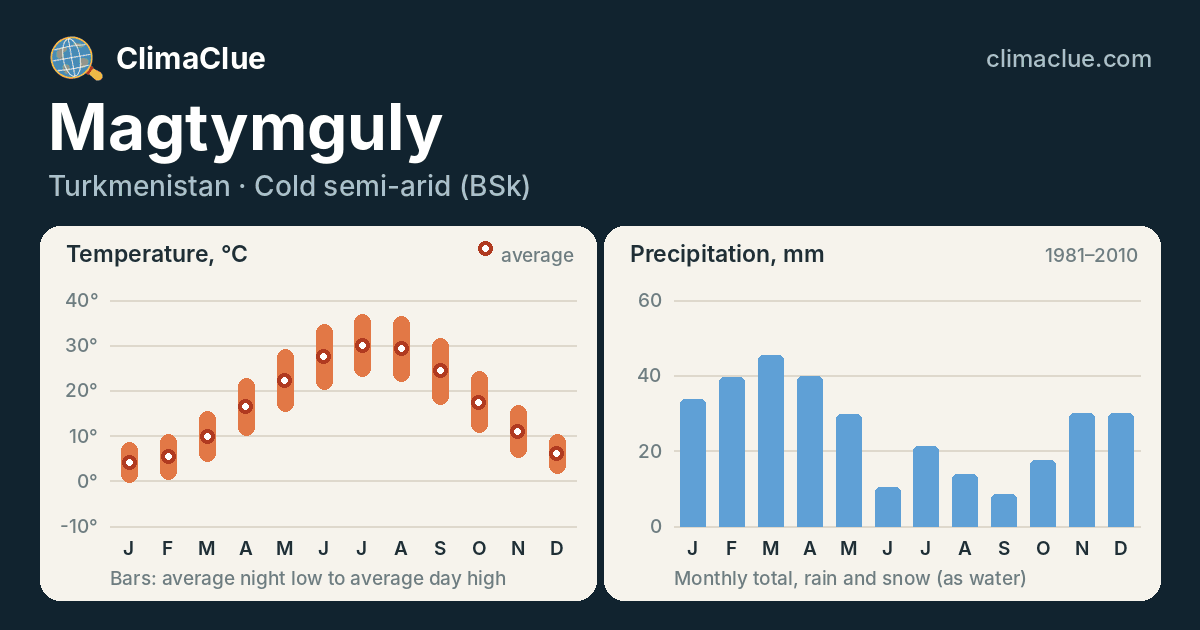 ClimaClue
climaclue.com
Magtymguly
Turkmenistan · Cold semi-arid (BSk)
Temperature, °C
average
40°
30°
20°
10°
0°
-10°
J F M A M J J A S O N D
Bars: average night low to average day high
Precipitation, mm
1981–2010
60
40
20
0
J F M A M J J A S O N D
Monthly total, rain and snow (as water)